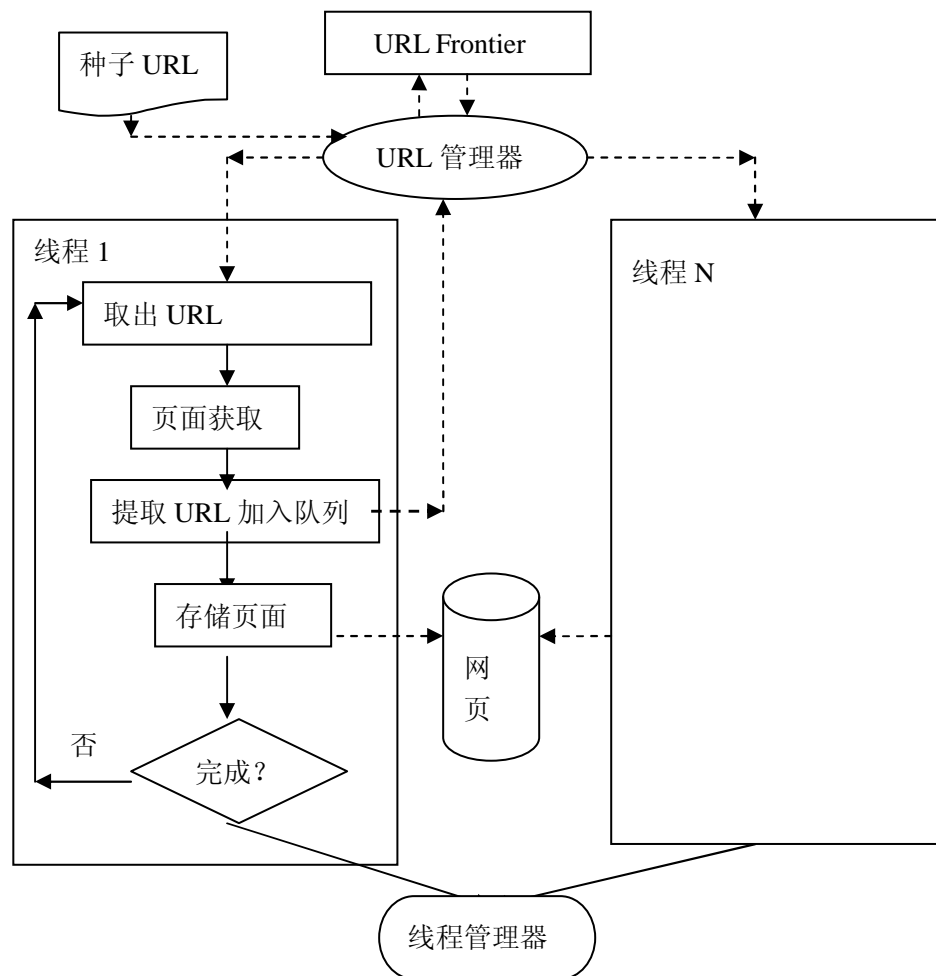 URL Frontier
种子 URL
URL 管理器
线程 1
线程 N
取出 URL
页面获取
提取 URL 加入队列
存储页面
网
页
否
完成？
线程管理器